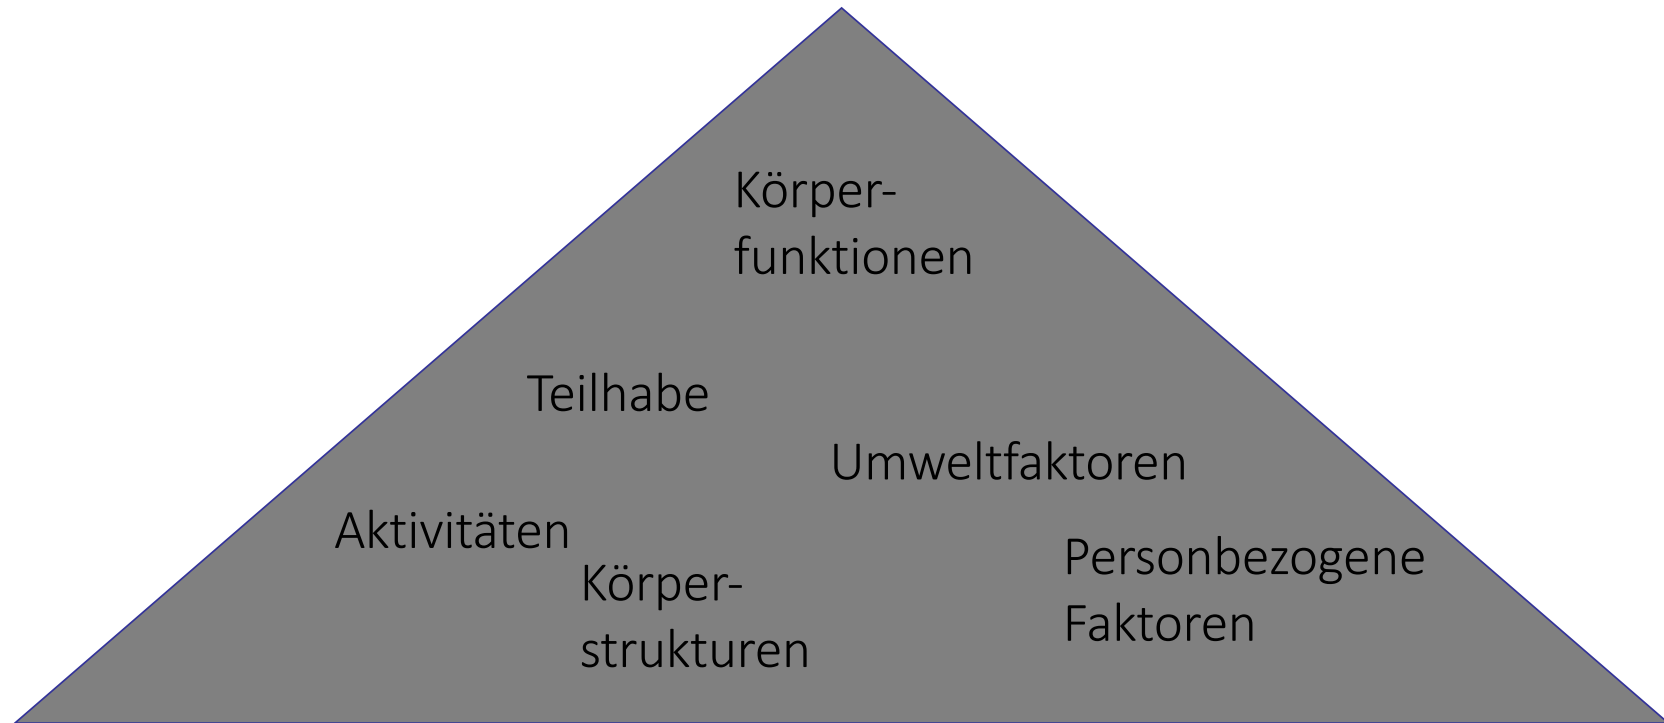 Körper-
funktionen
Teilhabe
Umweltfaktoren
Aktivitäten
Körper-
strukturen
Personbezogene
Faktoren